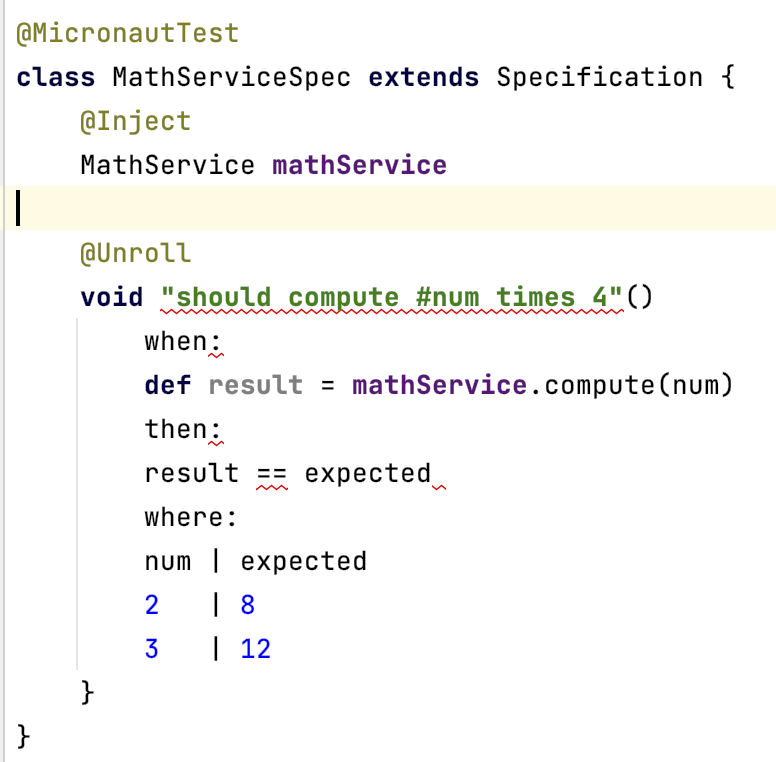 @MicronautTest
class MathServiceSpec extends Specification {
    @Inject
    MathService mathService

    @Unroll
    void "should compute #num times 4"()
        when:
        def result = mathService.compute(num)
        then:
        result == expected
        where:
        num | expected
        2   | 8
        3   | 12
    }
}